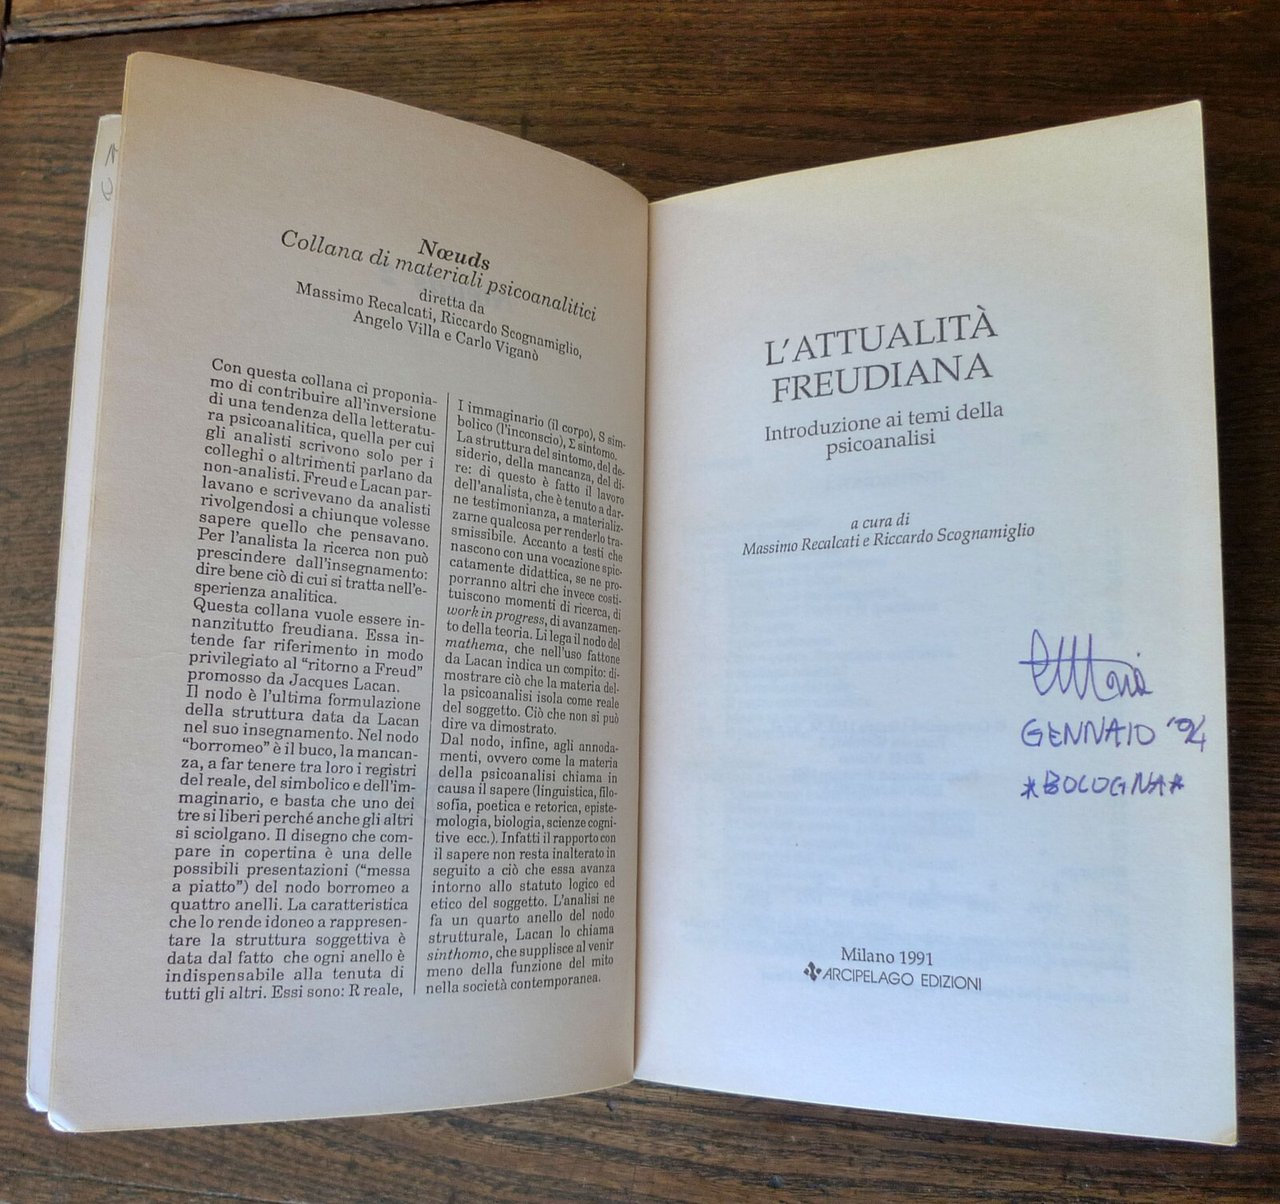 Nœuds
Collana di materiali psicoanalitici
diretta da
Massimo Recalcati, Riccardo Scognamiglio,
Angelo Villa e Carlo Viganò
Con questa collana ci proponia-
mo di contribuire all'inversione
di una tendenza della letteratu-
ra psicoanalitica, quella per cui
gli analisti scrivono solo per i
colleghi o altrimenti parlano da
non-analisti. Freud e Lacan par-
lavano e scrivevano da analisti
rivolgendosi a chiunque volesse
sapere quello che pensavano.
Per l'analista la ricerca non può
prescindere dall'insegnamento:
dire bene ciò di cui si tratta nell'e-
sperienza analitica.
Questa collana vuole essere in-
nanzitutto freudiana. Essa in-
tende far riferimento in modo
privilegiato al "ritorno a Freud"
promosso da Jacques Lacan.
Il nodo è l'ultima formulazione
della struttura data da Lacan
nel suo insegnamento. Nel nodo
"borromeo" è il buco, la mancan-
za, a far tenere tra loro i registri
del reale, del simbolico e dell'im-
maginario, e basta che uno dei
tre si liberi perché anche gli altri
si sciolgano. Il disegno che com-
pare in copertina è una delle
possibili presentazioni ("messa
a piatto") del nodo borromeo a
quattro anelli. La caratteristica
che lo rende idoneo a rappresen-
tare la struttura soggettiva è
data dal fatto che ogni anello è
indispensabile alla tenuta di
tutti gli altri. Essi sono: R reale,
I immaginario (il corpo), S sim-
bolico (l'inconscio), Σ sintomo.
La struttura del sintomo, del de-
siderio, della mancanza, del di-
re: di questo è fatto il lavoro
dell'analista, che è tenuto a dar-
ne testimonianza, a materializ-
zarne qualcosa per renderlo tra-
smissibile. Accanto a testi che
nascono con una vocazione spic-
catamente didattica, se ne pro-
porranno altri che invece costi-
tuiscono momenti di ricerca, di
work in progress, di avanzamen-
to della teoria. Li lega il nodo del
mathema, che nell'uso fattone
da Lacan indica un compito: di-
mostrare ciò che la materia del-
la psicoanalisi isola come reale
del soggetto. Ciò che non si può
dire va dimostrato.
Dal nodo, infine, agli annoda-
menti, ovvero come la materia
della psicoanalisi chiama in
causa il sapere (linguistica, filo-
sofia, poetica e retorica, episte-
mologia, biologia, scienze cogni-
tive ecc.). Infatti il rapporto con
il sapere non resta inalterato in
seguito a ciò che essa avanza
intorno allo statuto logico ed
etico del soggetto. L'analisi ne
fa un quarto anello del nodo
strutturale, Lacan lo chiama
sinthomo, che supplisce al venir
meno della funzione del mito
nella società contemporanea.
L'ATTUALITÀ
FREUDIANA
Introduzione ai temi della
psicoanalisi
a cura di
Massimo Recalcati e Riccardo Scognamiglio
GENNAIO '94
*BOLOGNA*
Milano 1991
ARCIPELAGO EDIZIONI